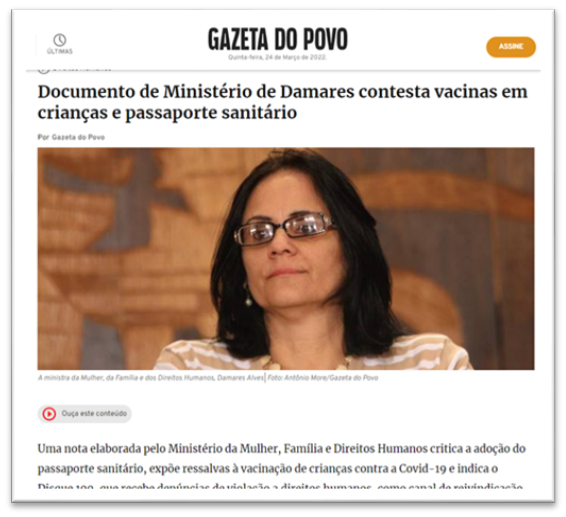 GAZETA DO POVO
Quinta-feira, 24 de Março de 2022.
ÚLTIMAS
ASSINE
Documento de Ministério de Damares contesta vacinas em
crianças e passaporte sanitário
Por Gazeta do Povo
A ministra da Mulher, da Família e dos Direitos Humanos, Damares Alves| Foto: Antônio More/Gazeta do Povo
Ouça este conteúdo
Uma nota elaborada pelo Ministério da Mulher, Família e Direitos Humanos critica a adoção do
passaporte sanitário, expõe ressalvas à vacinação de crianças contra a Covid-19 e indica o
Disque 100, que recebe denúncias de violação a direitos humanos, como canal de reivindicação